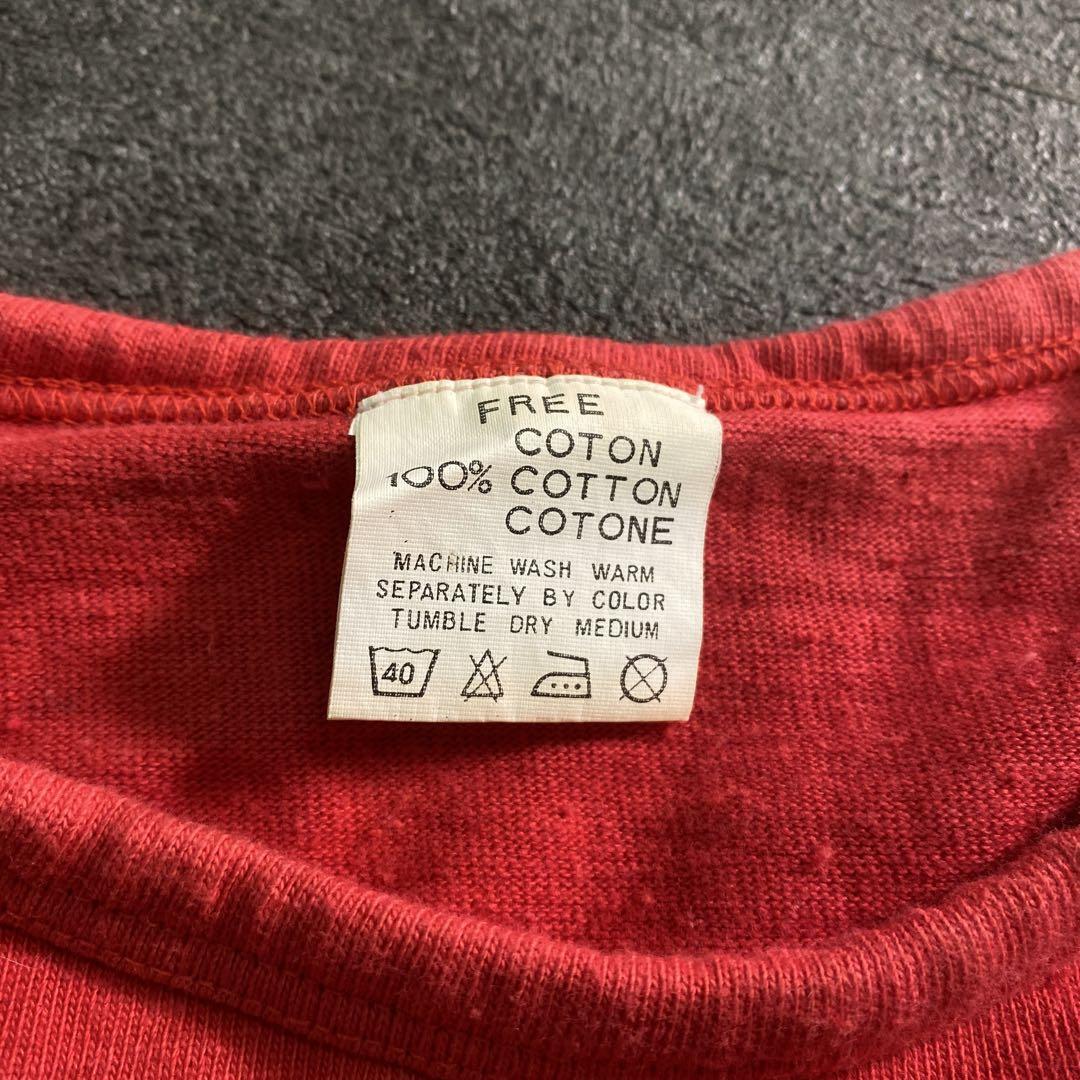 FREE
COTON
100% COTTON
COTONE
MACHINE WASH WARM
SEPARATELY BY COLOR
TUMBLE DRY MEDIUM
40